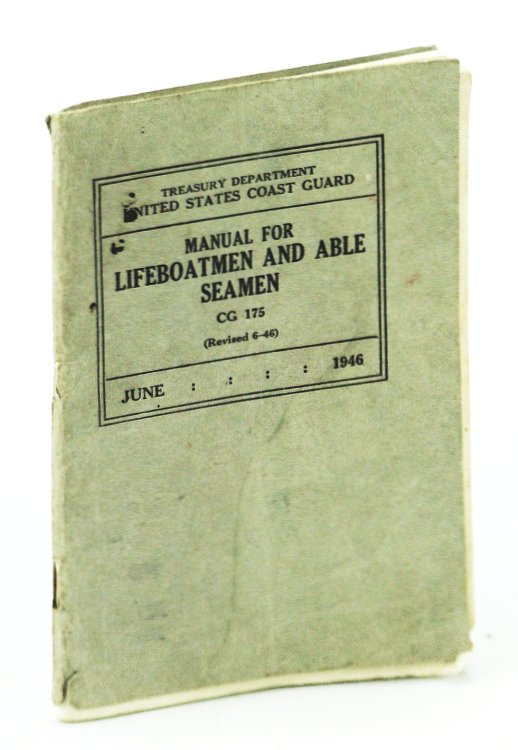 TREASURY DEPARTMENT
UNITED STATES COAST GUARD
MANUAL FOR
LIFEBOATMEN AND ABLE
SEAMEN
CG 175
(Revised 6-46)
JUNE : : : : 1946